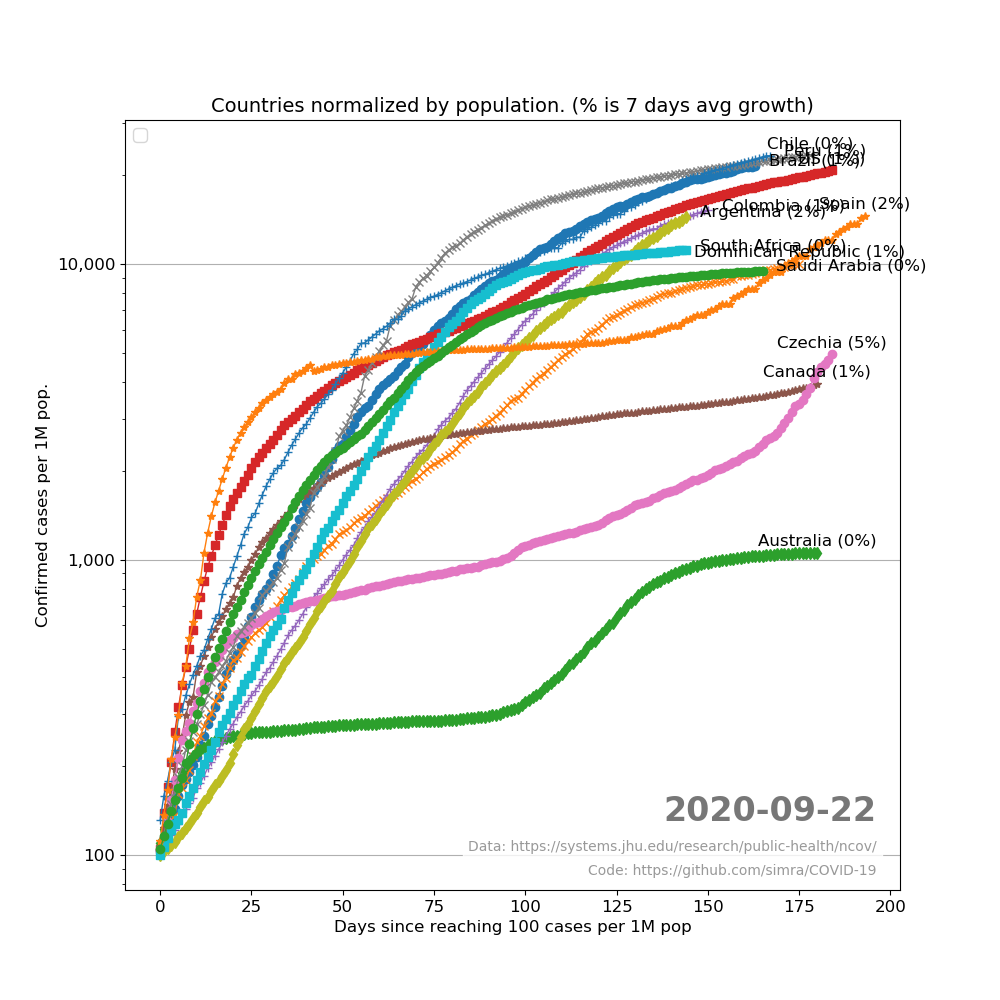 Countries normalized by population. (% is 7 days avg growth)
Chile (0%)
Peru (1%)
US (1%)
Brazil (1%)
Colombia (1%)
Spain (2%)
Argentina (2%)
South Africa (0%)
Dominican Republic (1%)
Saudi Arabia (0%)
Czechia (5%)
Canada (1%)
Australia (0%)
10,000
1,000
100
Confirmed cases per 1M pop.
2020-09-22
Data: https://systems.jhu.edu/research/public-health/ncov/
Code: https://github.com/simra/COVID-19
0 25 50 75 100 125 150 175 200
Days since reaching 100 cases per 1M pop